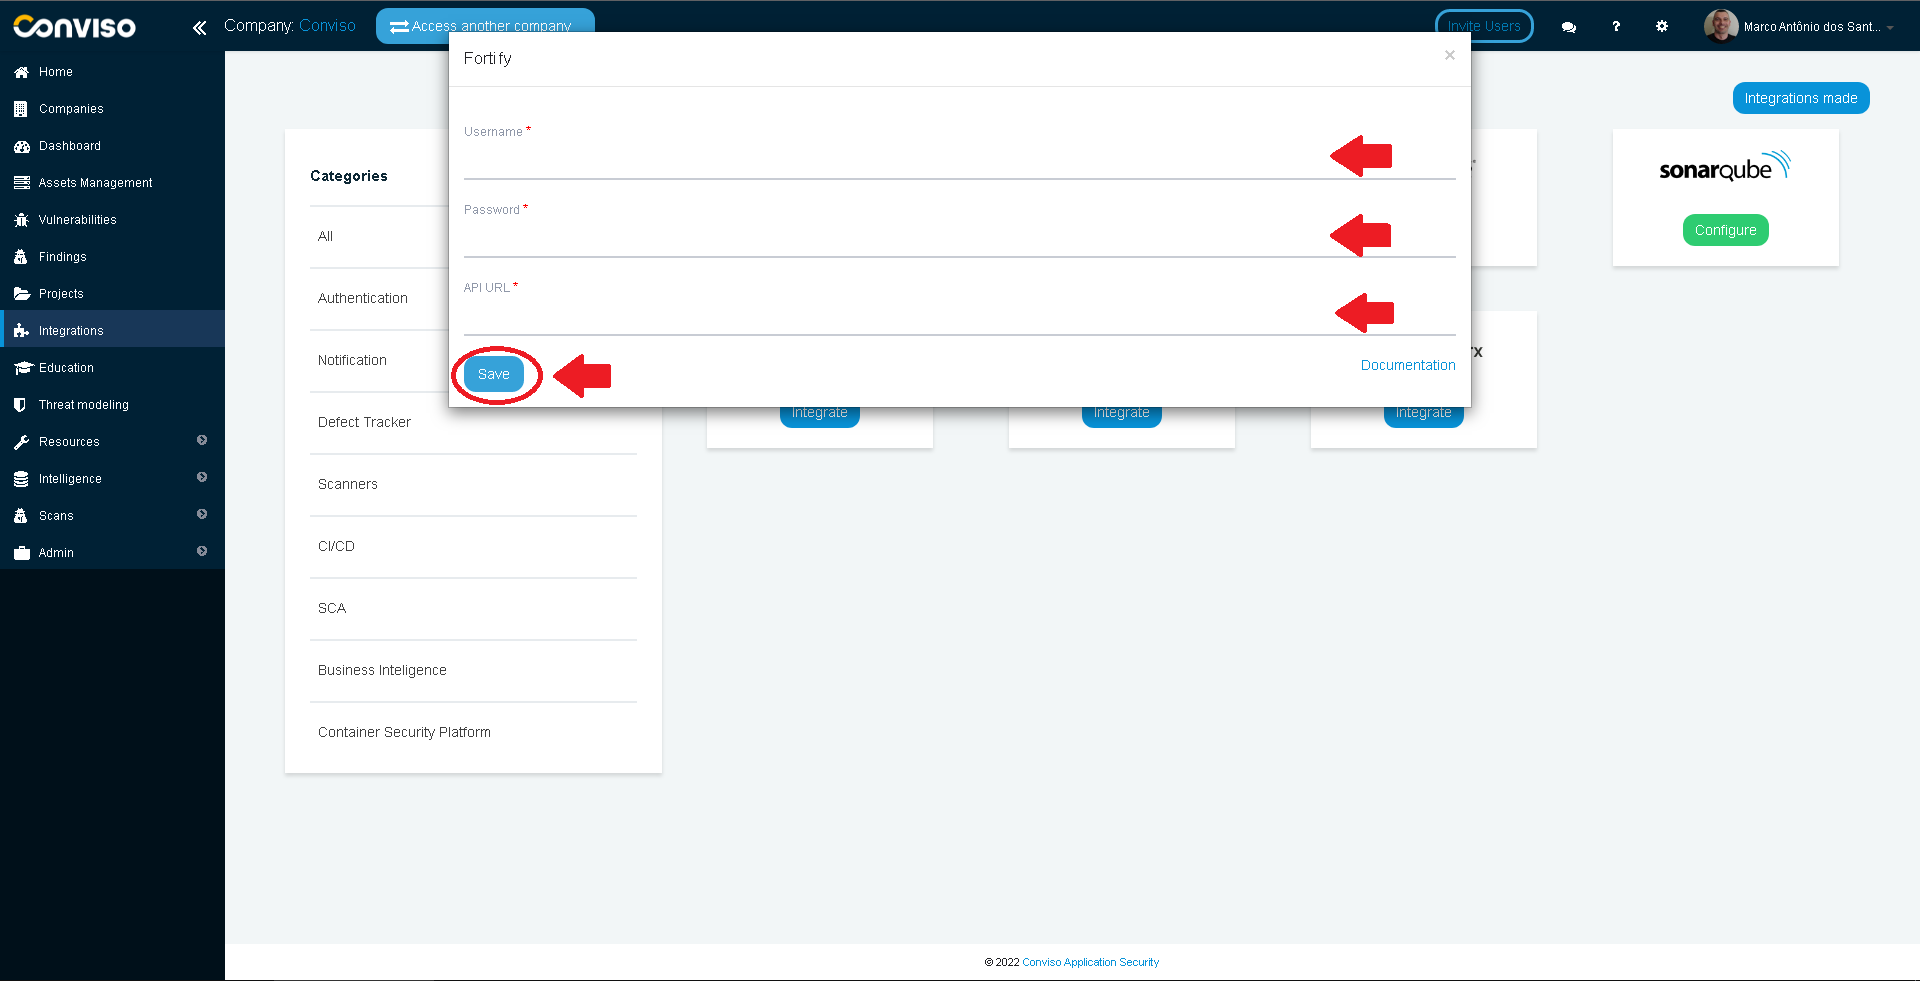 Conviso
Company: Conviso
Access another company
Invite Users
?
Marco Antônio dos Sant...
Home
Companies
Dashboard
Assets Management
Vulnerabilities
Findings
Projects
Integrations
Education
Threat modeling
Resources
Intelligence
Scans
Admin
Fortify
×
Username *
Password *
API URL *
Save
Documentation
Integrations made
Categories
All
Authentication
Notification
Defect Tracker
Scanners
CI/CD
SCA
Business Inteligence
Container Security Platform
sonarqube
Configure
Integrate
Integrate
Integrate
© 2022 Conviso Application Security